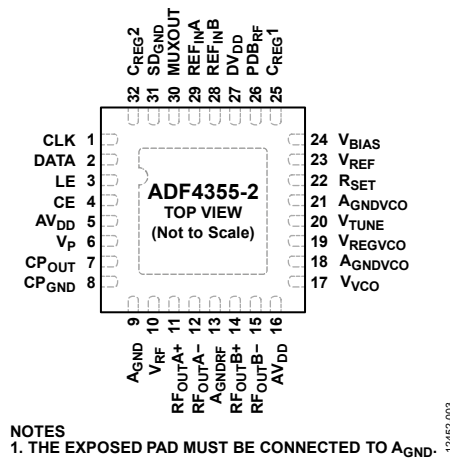 CREG2
SDGND
MUXOUT
REFINA
REFINB
DVDD
PDBRF
CREG1
32 31 30 29 28 27 26 25
CLK 1
DATA 2
LE 3
CE 4
AVDD 5
VP 6
CPOUT 7
CPGND 8
ADF4355-2
TOP VIEW
(Not to Scale)
24 VBIAS
23 VREF
22 RSET
21 AGNDVCO
20 VTUNE
19 VREGVCO
18 AGNDVCO
17 VVCO
9 10 11 12 13 14 15 16
AGND
VRF
RFOUTA+
RFOUTA−
AGNDRF
RFOUTB+
RFOUTB−
AVDD
NOTES
1. THE EXPOSED PAD MUST BE CONNECTED TO AGND.
12452-003